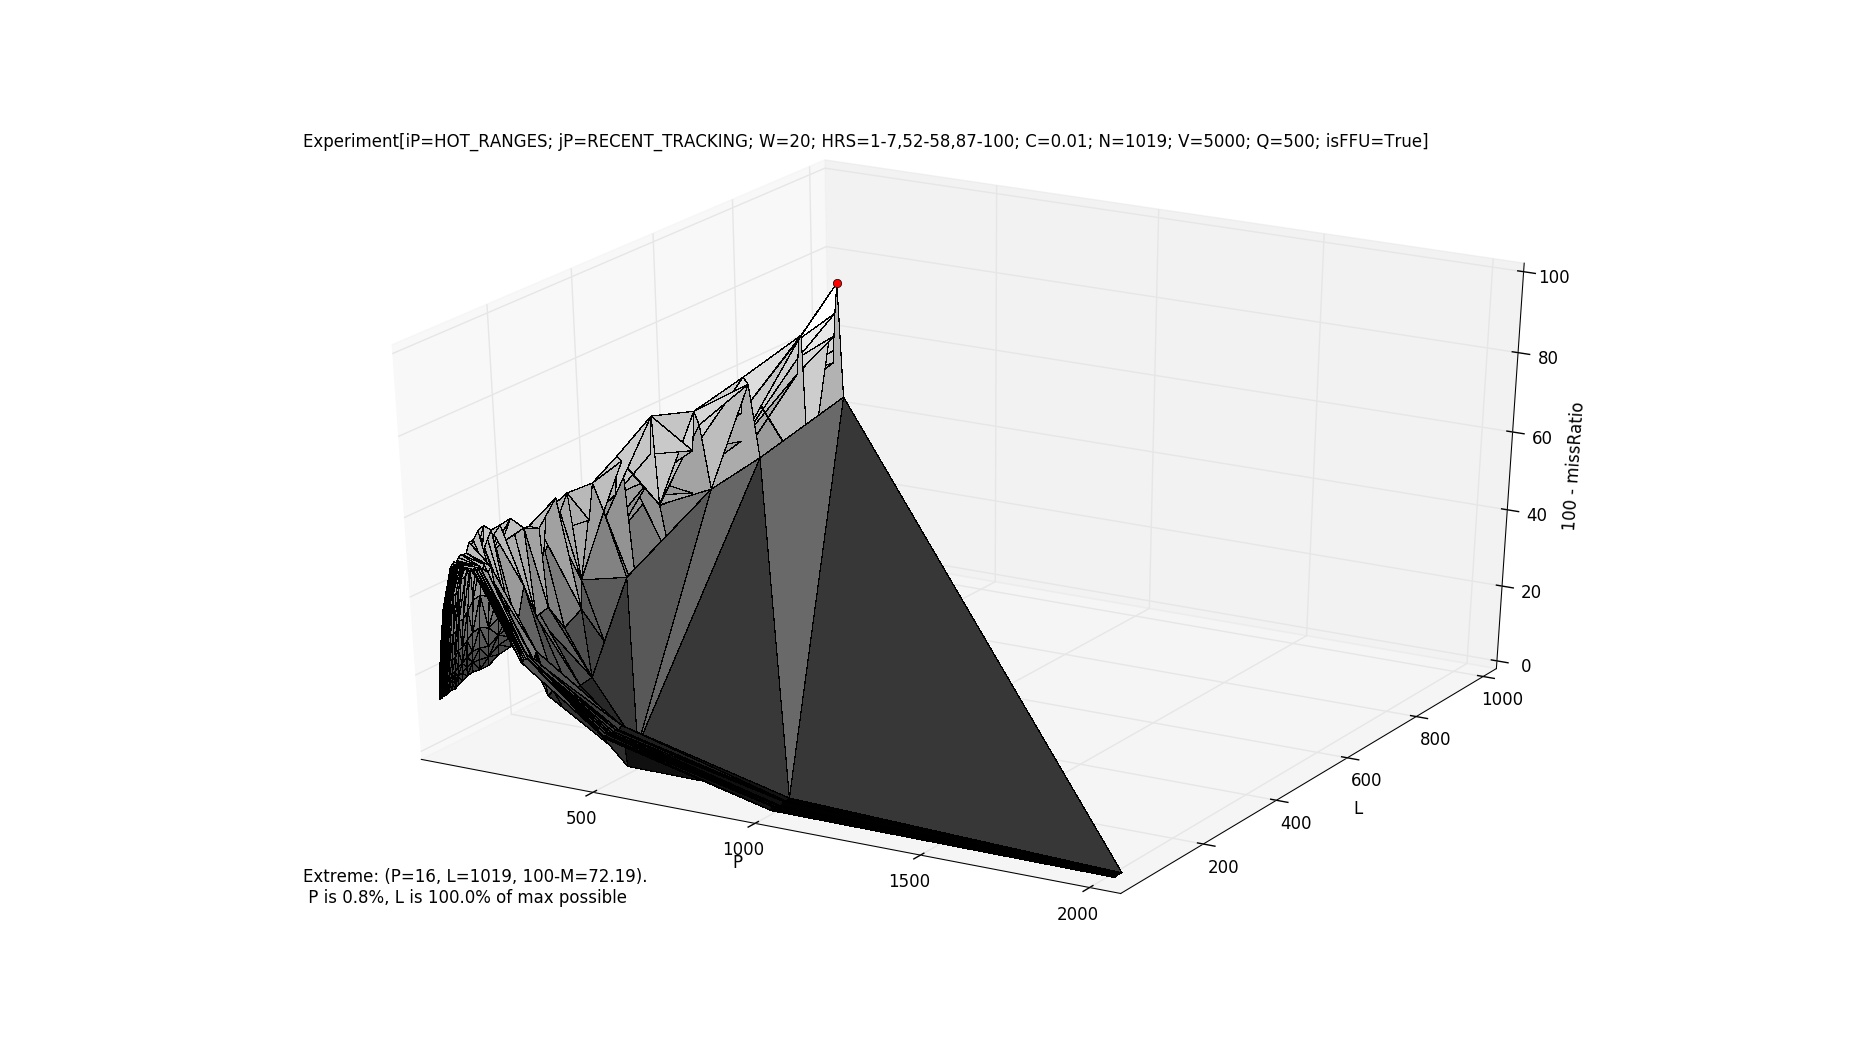 Experiment[iP=HOT_RANGES; jP=RECENT_TRACKING; W=20; HRS=1-7,52-58,87-100; C=0.01; N=1019; V=5000; Q=500; isFFU=True]
100
80
60
40
20
0
100 - missRatio
1000
800
600
400
200
L
500
1000
1500
2000
P
Extreme: (P=16, L=1019, 100-M=72.19).
P is 0.8%, L is 100.0% of max possible